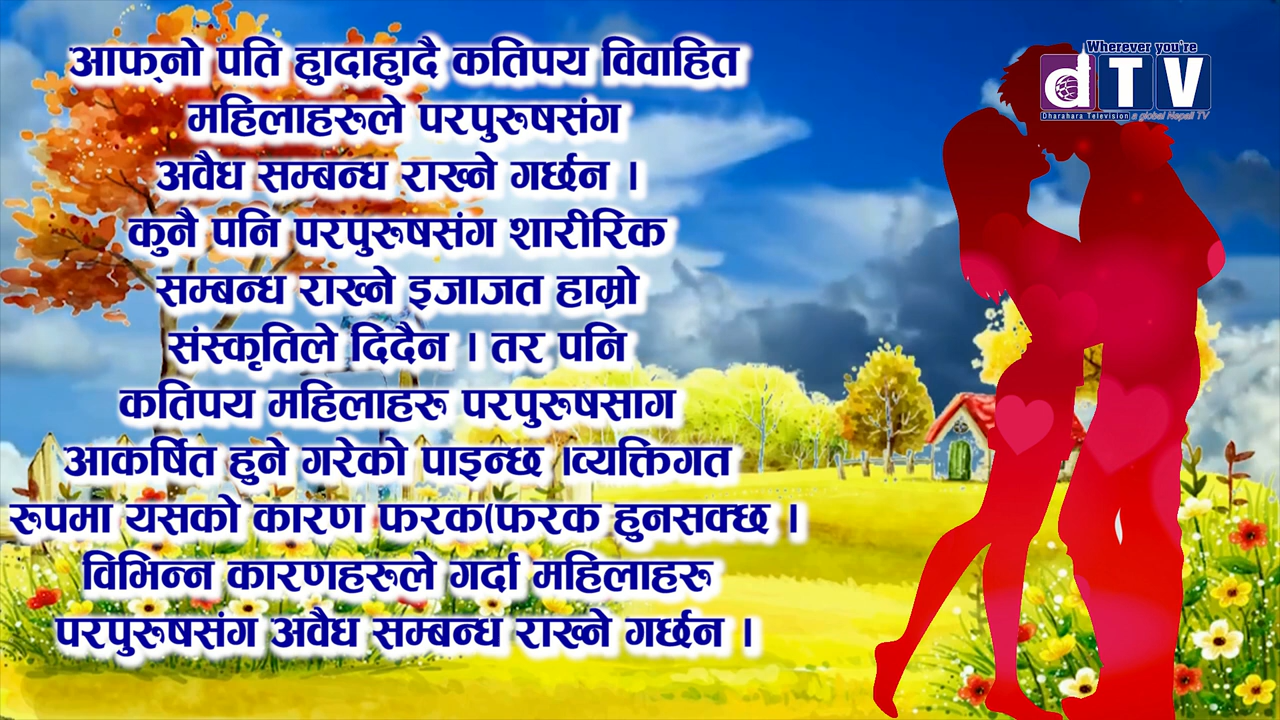 आफ्नो पति हुादाहुादै कतिपय विवाहित
महिलाहरुले परपुरुषसंग
अवैध सम्बन्ध राख्ने गर्छन ।
कुनै पनि परपुरुषसंग शारीरिक
सम्बन्ध राख्ने इजाजत हाम्रो
संस्कृतिले दिदैन । तर पनि
कतिपय महिलाहरु परपुरुषसाग
आकर्षित हुने गरेको पाइन्छ ।व्यक्तिगत
रुपमा यसको कारण फरक(फरक हुनसक्छ ।
विभिन्न कारणहरुले गर्दा महिलाहरु
परपुरुषसंग अवैध सम्बन्ध राख्ने गर्छन ।
Wherever you're
dTV
Dharahara Television a global Nepali TV